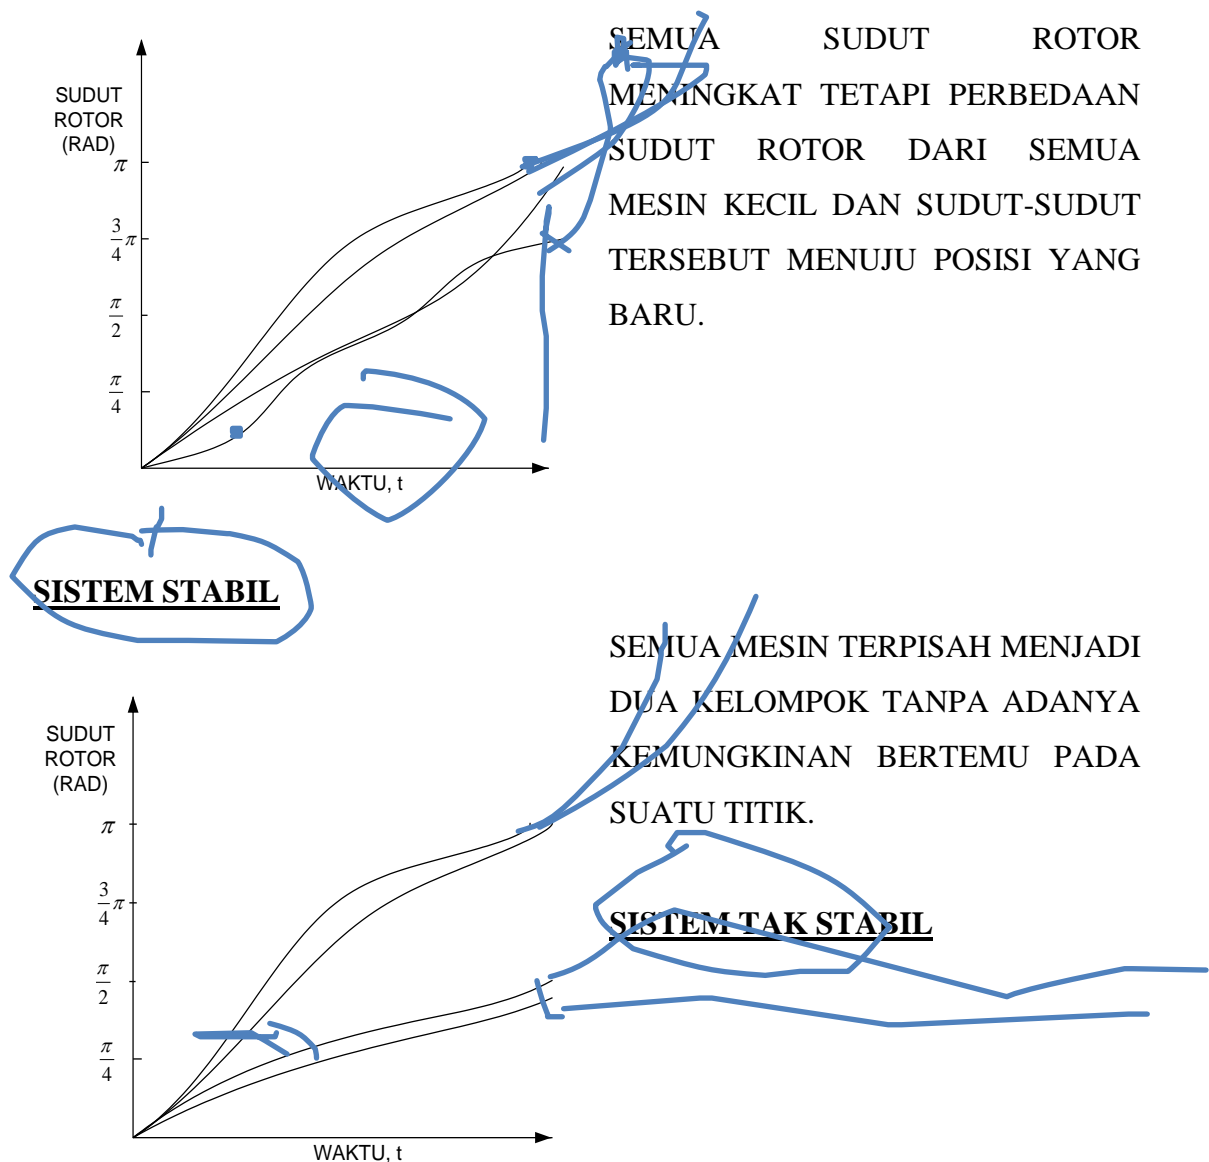 SUDUT
ROTOR
(RAD)
π
3/4 π
π/2
π/4
WAKTU, t
SEMUA SUDUT ROTOR
MENINGKAT TETAPI PERBEDAAN
SUDUT ROTOR DARI SEMUA
MESIN KECIL DAN SUDUT-SUDUT
TERSEBUT MENUJU POSISI YANG
BARU.
SISTEM STABIL
SUDUT
ROTOR
(RAD)
π
3/4 π
π/2
π/4
WAKTU, t
SEMUA MESIN TERPISAH MENJADI
DUA KELOMPOK TANPA ADANYA
KEMUNGKINAN BERTEMU PADA
SUATU TITIK.
SISTEM TAK STABIL